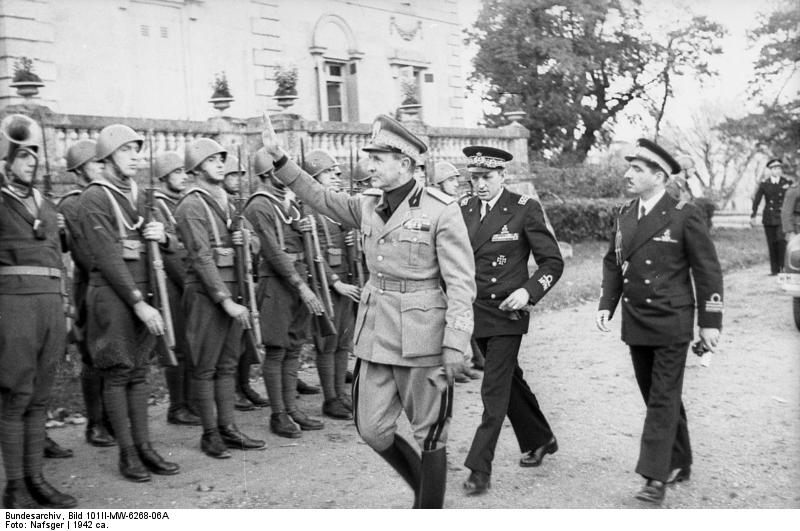 Bundesarchiv, Bild 101II-MW-6268-06A
Foto: Nafsger | 1942 ca.